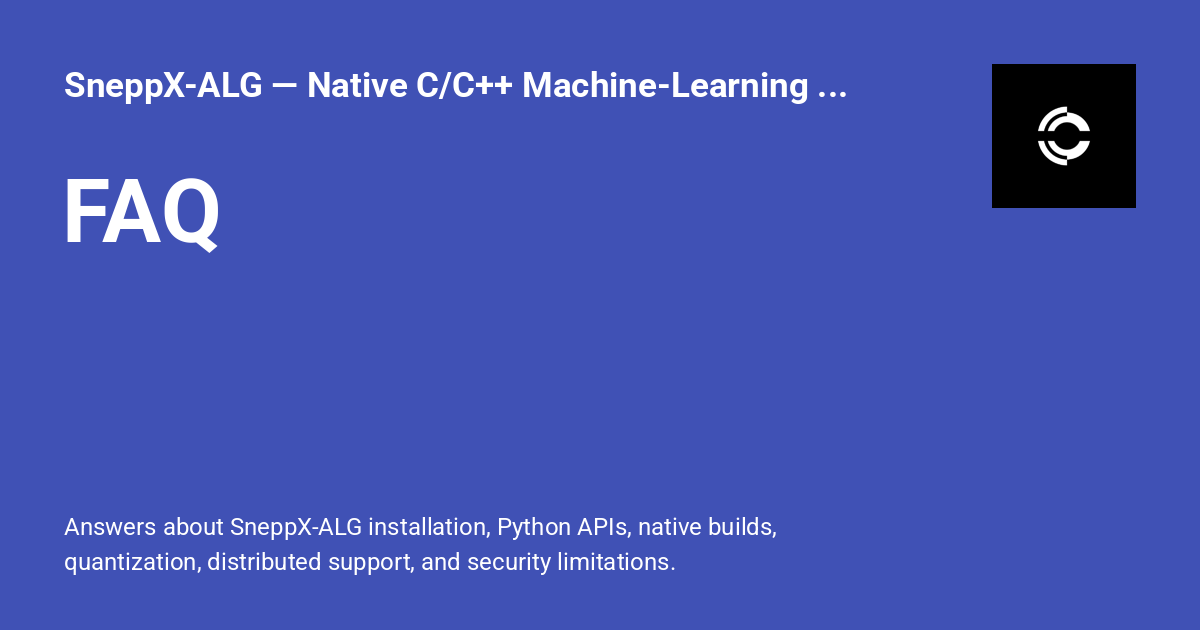 SneppX-ALG — Native C/C++ Machine-Learning ...
FAQ
Answers about SneppX-ALG installation, Python APIs, native builds,
quantization, distributed support, and security limitations.